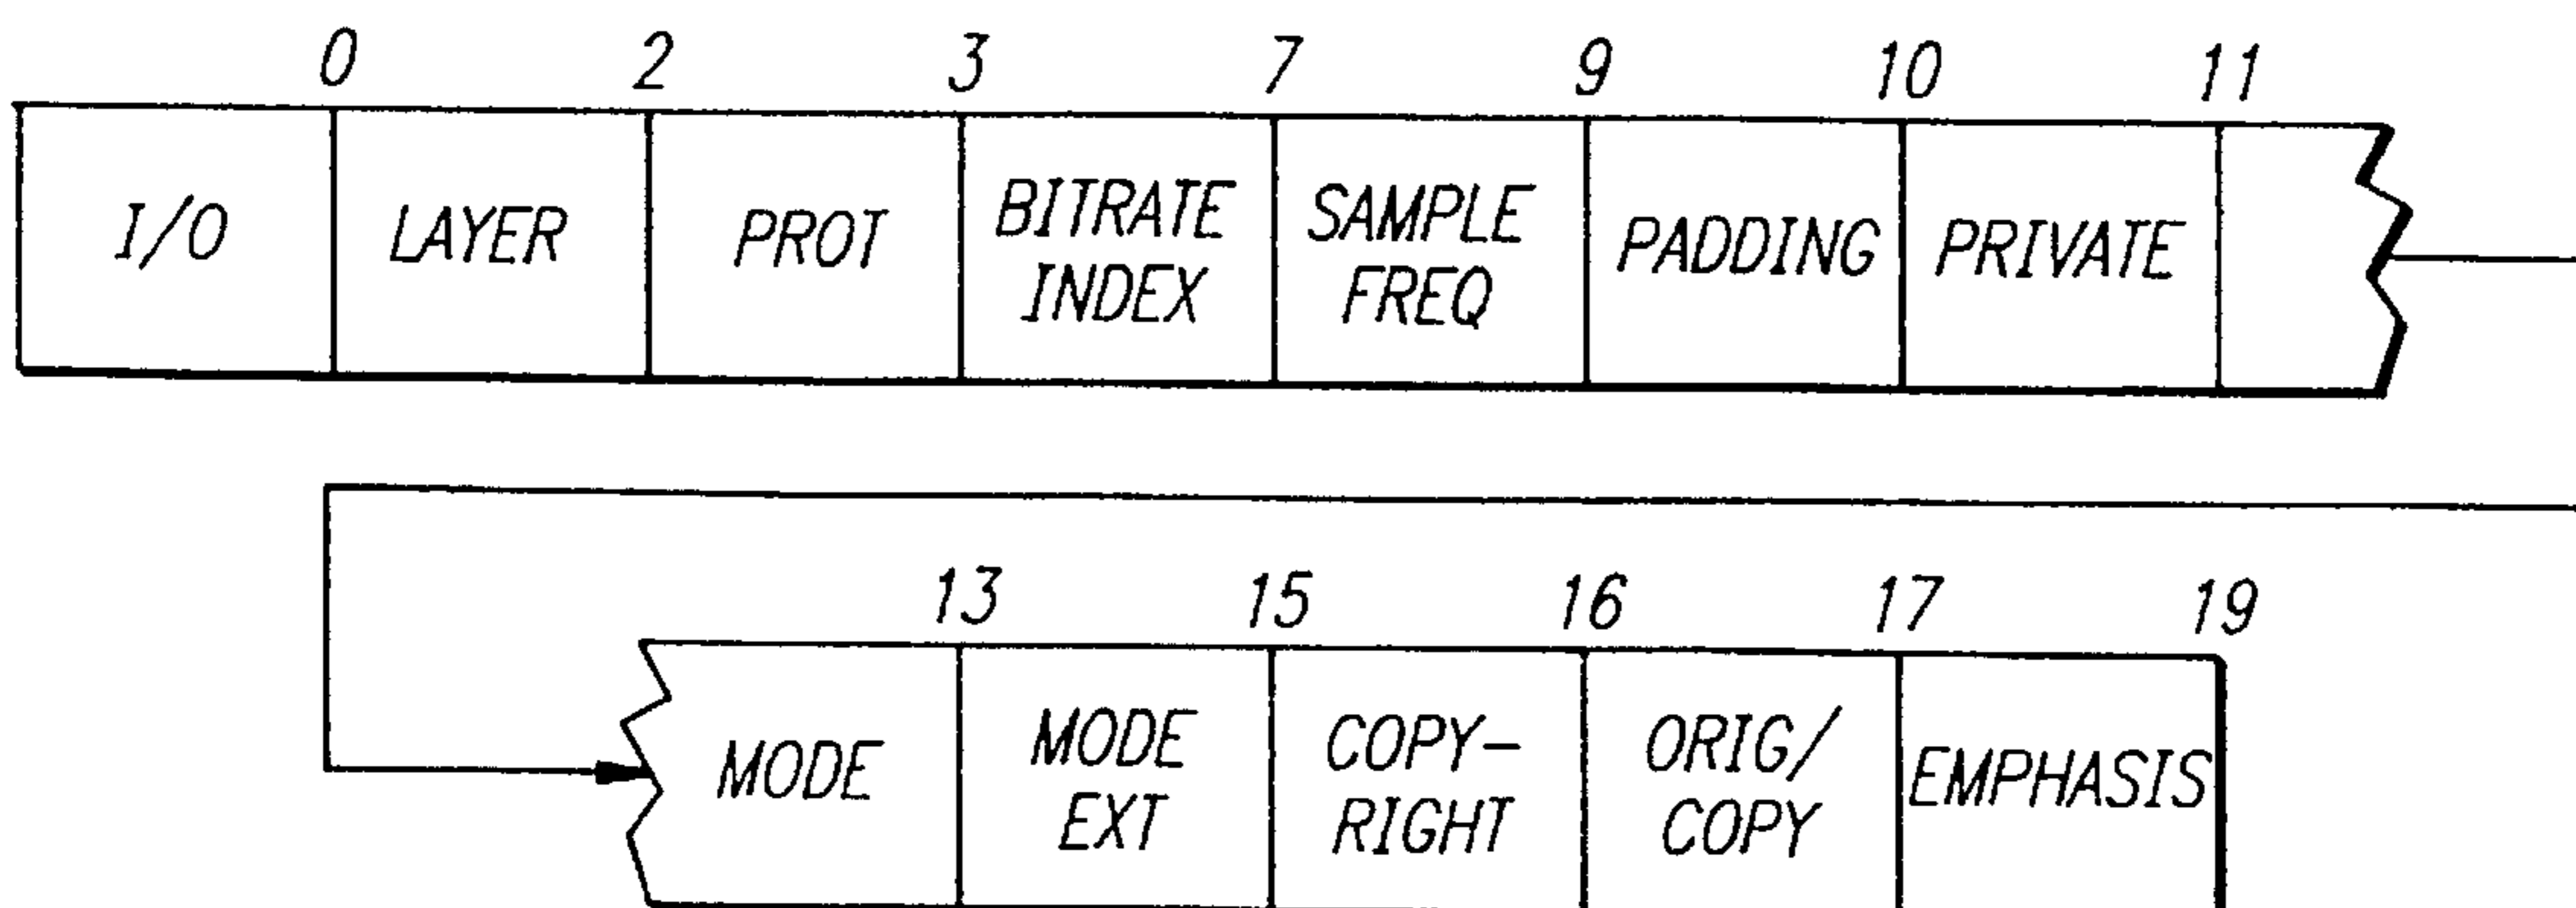 0 2 3 7 9 10 11
I/O LAYER PROT BITRATE INDEX SAMPLE FREQ PADDING PRIVATE
13 15 16 17 19
MODE MODE EXT COPY-RIGHT ORIG/COPY EMPHASIS